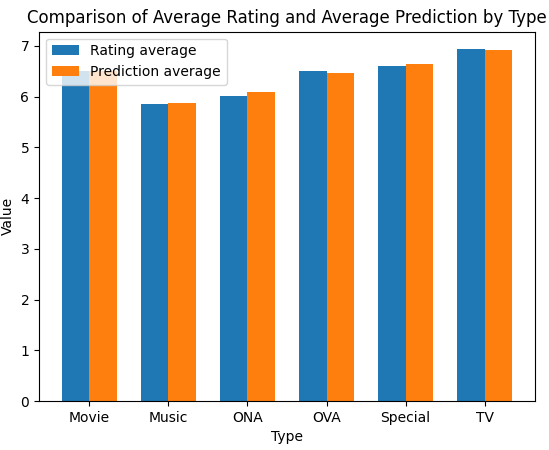 Comparison of Average Rating and Average Prediction by Type
Rating average
Prediction average
Value
7
6
5
4
3
2
1
0
Movie Music ONA OVA Special TV
Type